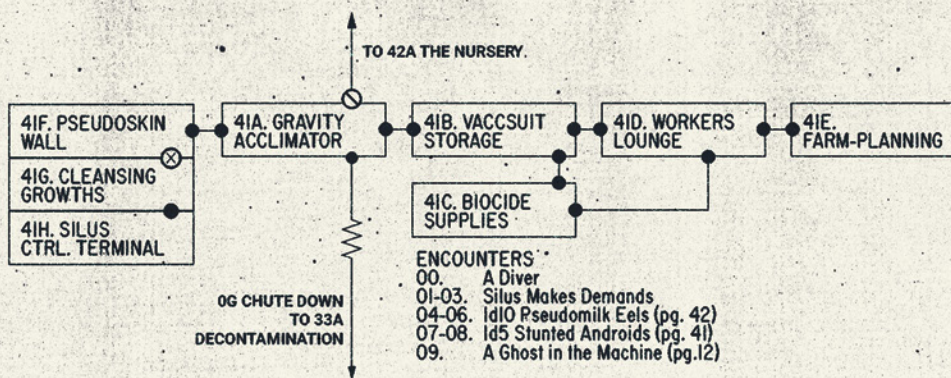 TO 42A THE NURSERY.
41F. PSEUDOSKIN
WALL
41G. CLEANSING
GROWTHS
41H. SILUS
CTRL. TERMINAL
41A. GRAVITY
ACCLIMATOR
41B. VACCSUIT
STORAGE
41C. BIOCIDE
SUPPLIES
41D. WORKERS
LOUNGE
41E.
FARM-PLANNING
0G CHUTE DOWN
TO 33A
DECONTAMINATION
ENCOUNTERS
00. A Diver
01-03. Silus Makes Demands
04-06. 1d10 Pseudomilk Eels (pg. 42)
07-08. 1d5 Stunted Androids (pg. 41)
09. A Ghost in the Machine (pg.12)